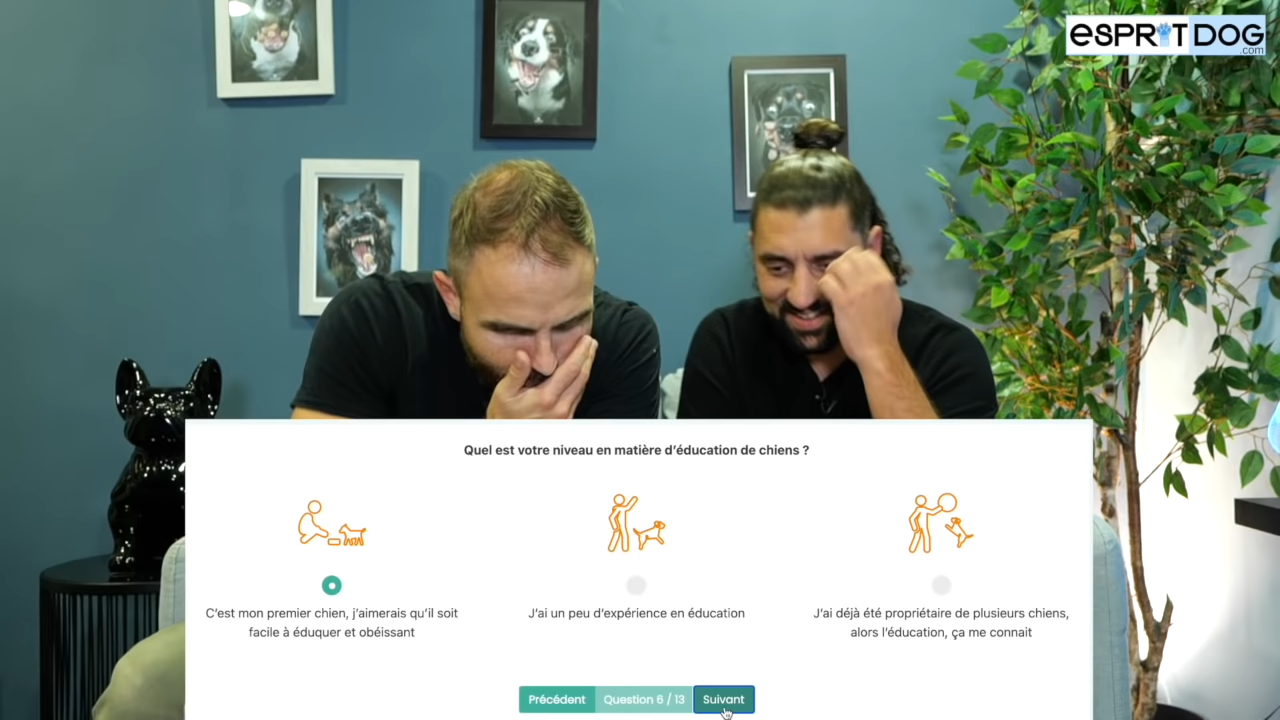 ESPRITDOG
.com
Quel est votre niveau en matière d’éducation de chiens ?
C’est mon premier chien, j’aimerais qu’il soit
facile à éduquer et obéissant
J’ai un peu d’expérience en éducation
J’ai déjà été propriétaire de plusieurs chiens,
alors l’éducation, ça me connait
Précédent
Question 6 / 13
Suivant